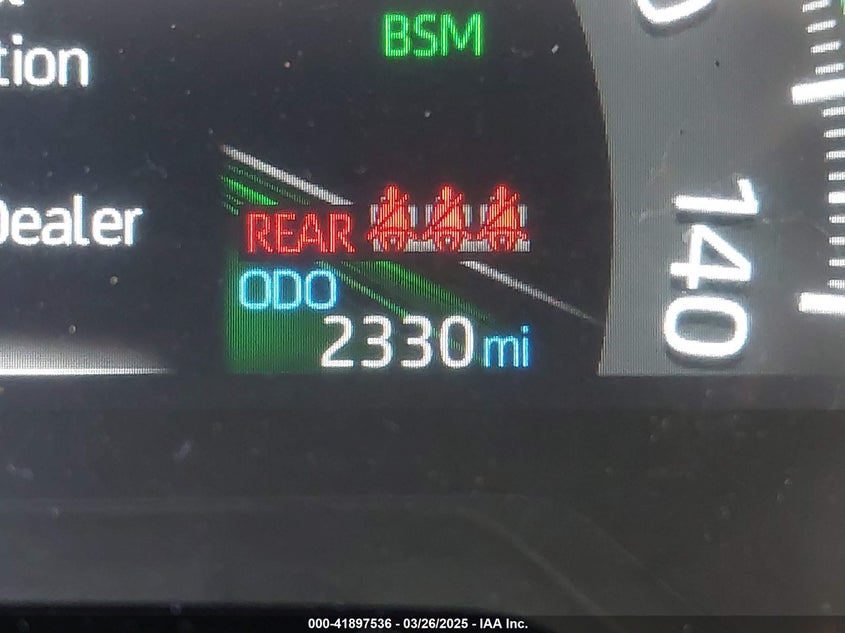 BSM
tion
Dealer
REAR
ODO
2330 mi
140
000-41897536 - 03/26/2025 - IAA Inc.